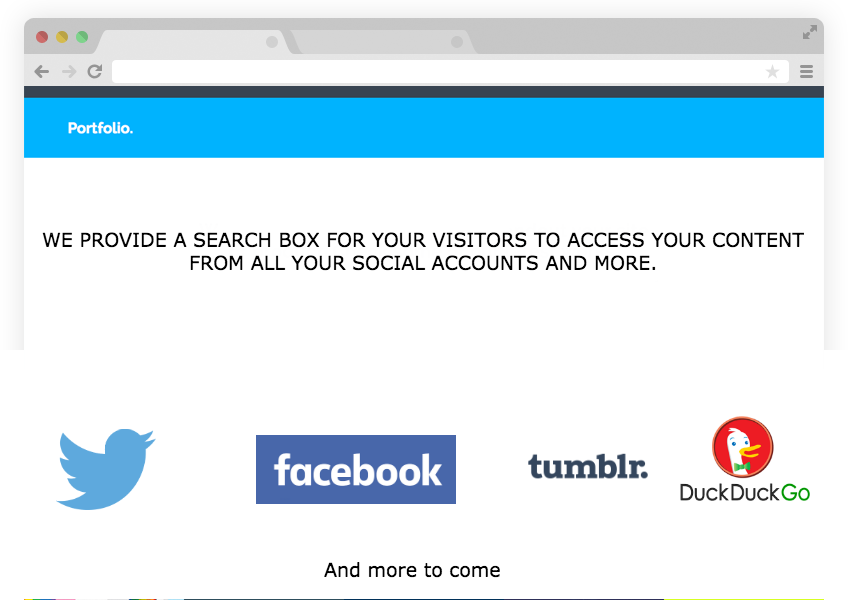 Portfolio.
WE PROVIDE A SEARCH BOX FOR YOUR VISITORS TO ACCESS YOUR CONTENT
FROM ALL YOUR SOCIAL ACCOUNTS AND MORE.
facebook
tumblr.
DuckDuckGo
And more to come